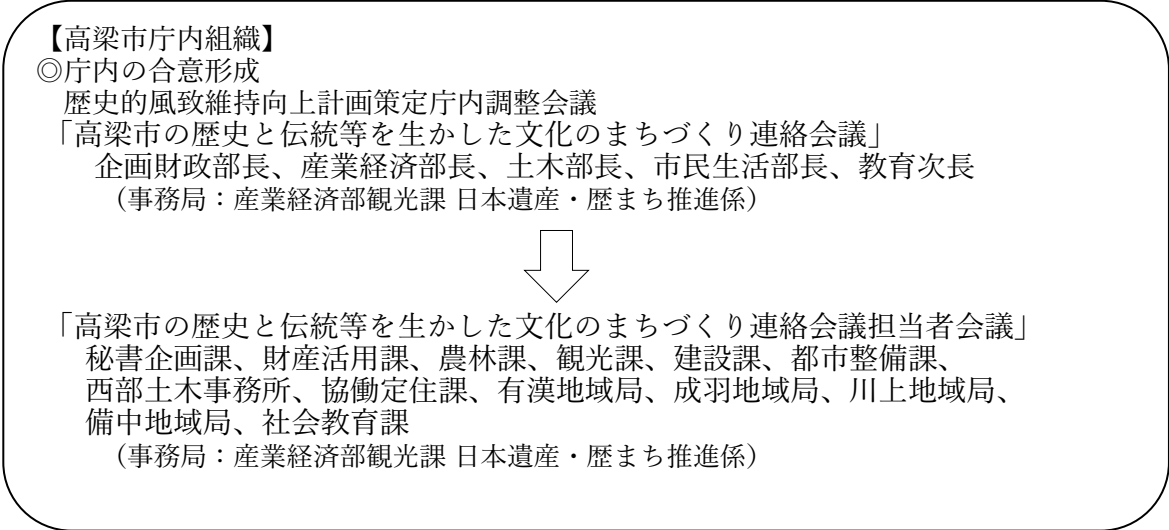 【高梁市庁内組織】
◎庁内の合意形成
歴史的風致維持向上計画策定庁内調整会議
「高梁市の歴史と伝統等を生かした文化のまちづくり連絡会議」
企画財政部長、産業経済部長、土木部長、市民生活部長、教育次長
（事務局：産業経済部観光課 日本遺産・歴まち推進係）
「高梁市の歴史と伝統等を生かした文化のまちづくり連絡会議担当者会議」
秘書企画課、財産活用課、農林課、観光課、建設課、都市整備課、
西部土木事務所、協働定住課、有漢地域局、成羽地域局、川上地域局、
備中地域局、社会教育課
（事務局：産業経済部観光課 日本遺産・歴まち推進係）